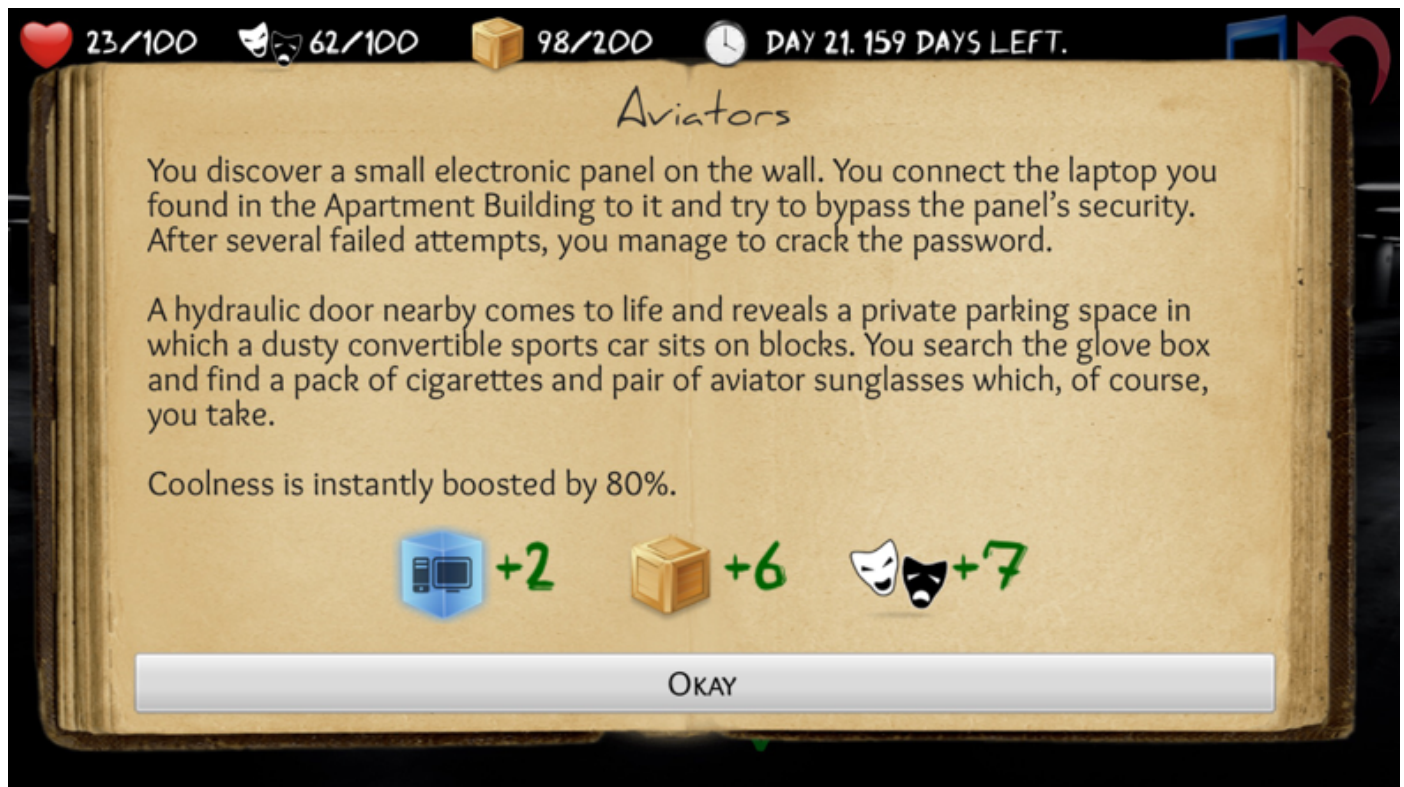 23/100 62/100 98/200 DAY 21. 159 DAYS LEFT.
Aviators
You discover a small electronic panel on the wall. You connect the laptop you
found in the Apartment Building to it and try to bypass the panel's security.
After several failed attempts, you manage to crack the password.
A hydraulic door nearby comes to life and reveals a private parking space in
which a dusty convertible sports car sits on blocks. You search the glove box
and find a pack of cigarettes and pair of aviator sunglasses which, of course,
you take.
Coolness is instantly boosted by 80%.
+2 +6 +7
Okay